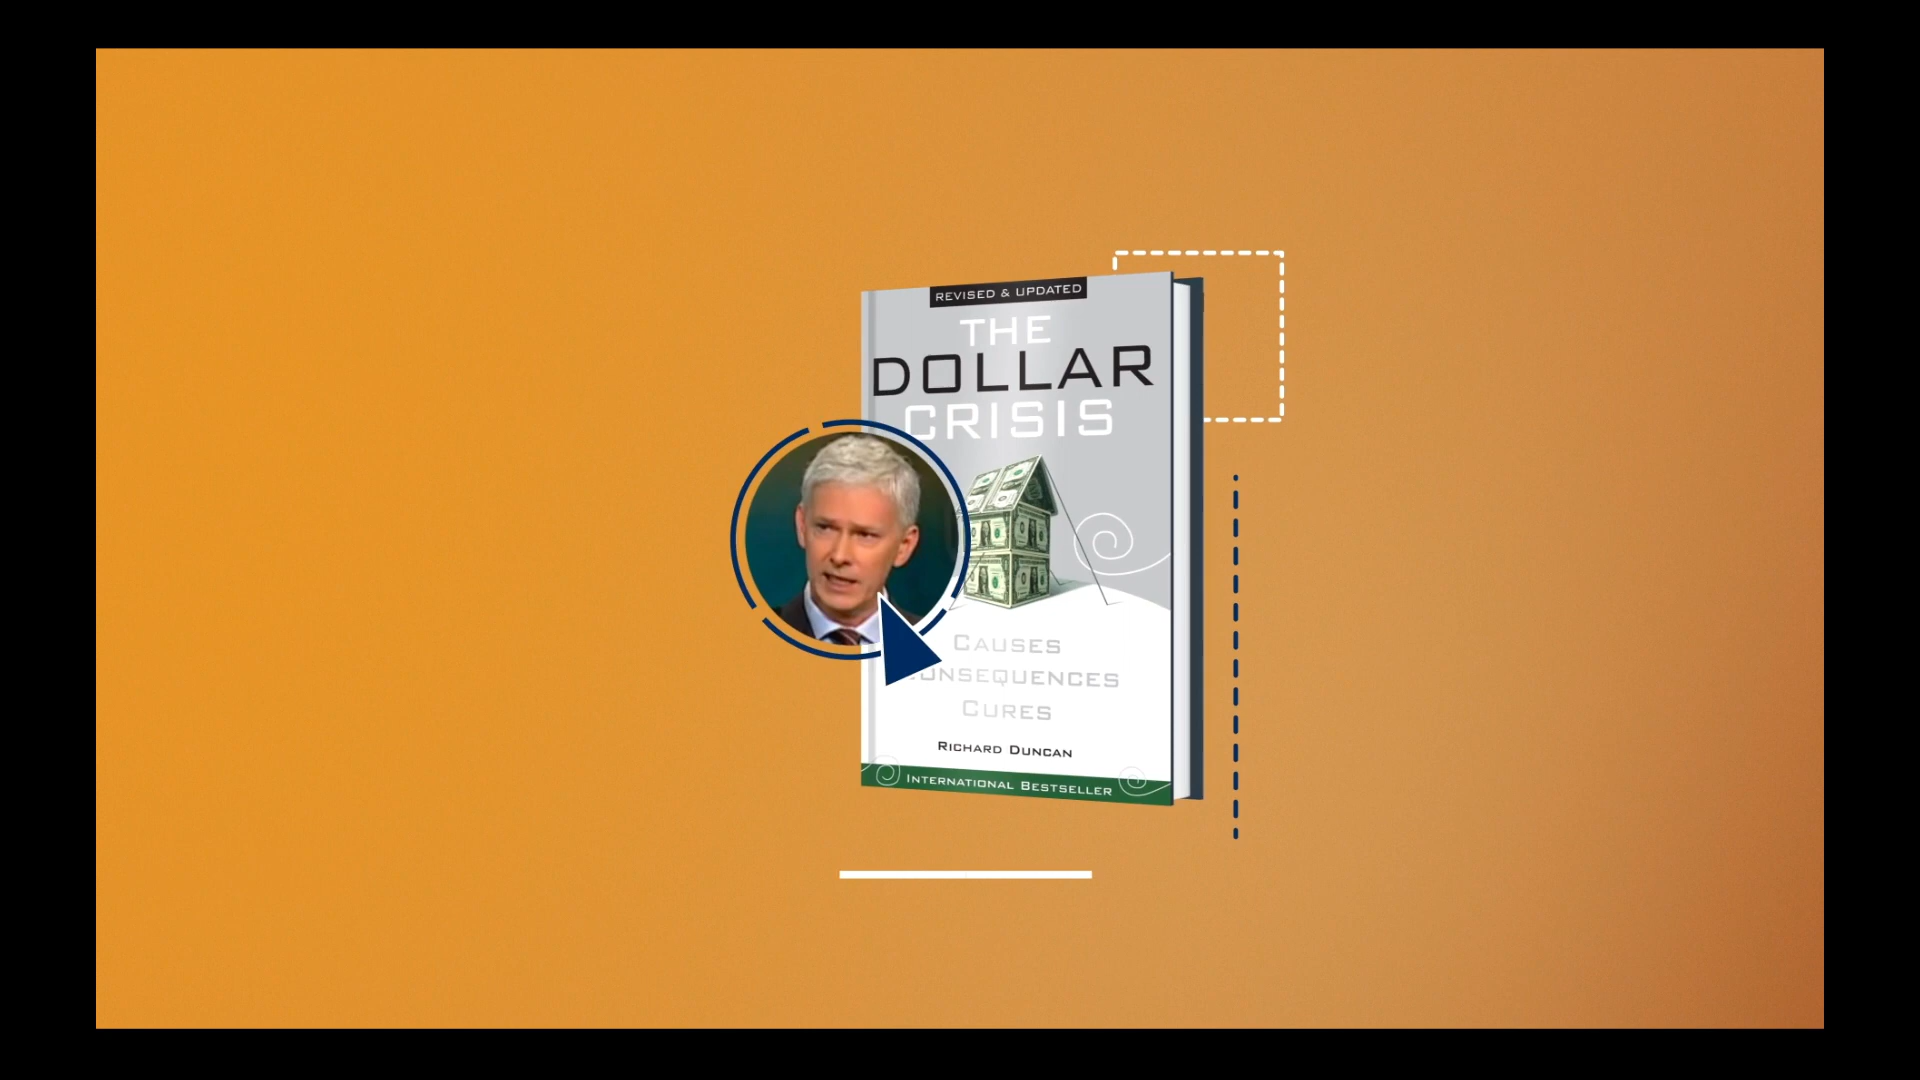 REVISED & UPDATED
THE
DOLLAR
CRISIS
CAUSES
CONSEQUENCES
CURES
RICHARD DUNCAN
INTERNATIONAL BESTSELLER